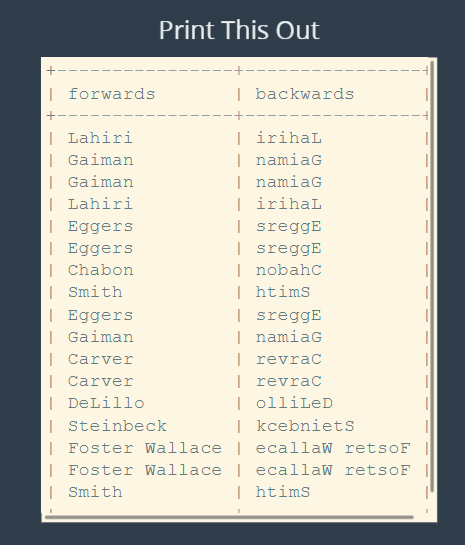 Print This Out
+----------------+----------------+
| forwards       | backwards      |
+----------------+----------------+
| Lahiri         | irihaL         |
| Gaiman         | namiaG         |
| Gaiman         | namiaG         |
| Lahiri         | irihaL         |
| Eggers         | sreggE         |
| Eggers         | sreggE         |
| Chabon         | nobahC         |
| Smith          | htimS          |
| Eggers         | sreggE         |
| Gaiman         | namiaG         |
| Carver         | revraC         |
| Carver         | revraC         |
| DeLillo        | olliLeD        |
| Steinbeck      | kcebnietS      |
| Foster Wallace | ecallaW retsoF |
| Foster Wallace | ecallaW retsoF |
| Smith          | htimS          |